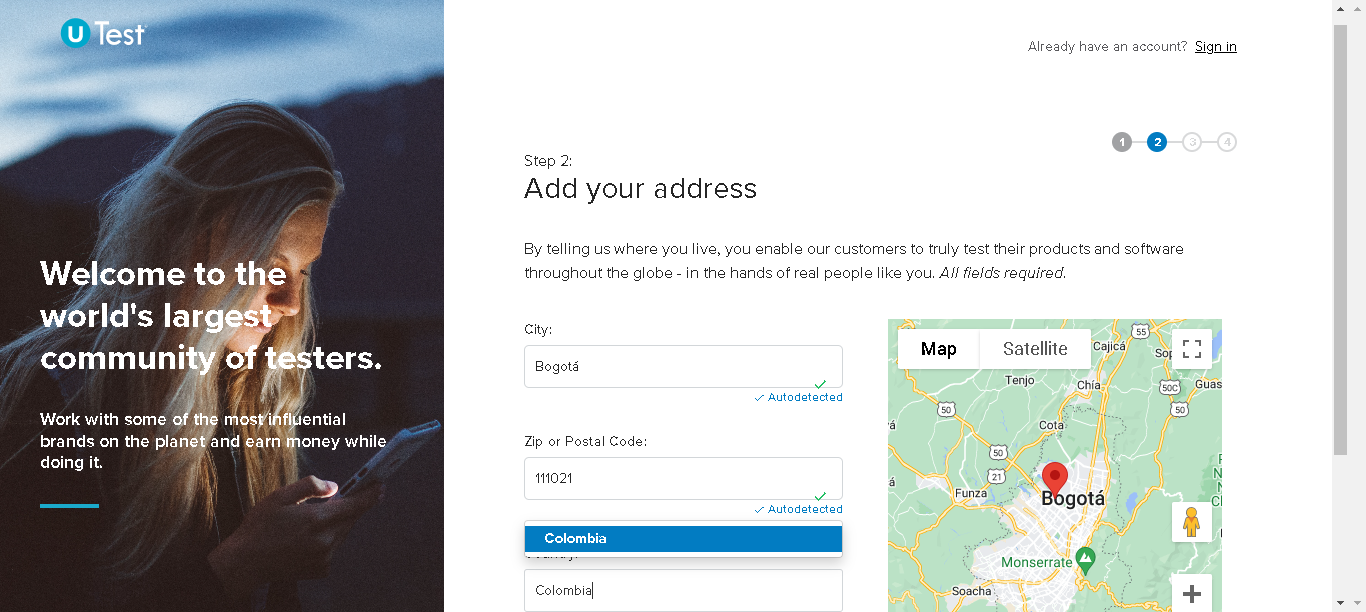 U Test
Already have an account? Sign in
1 2 3 4
Step 2:
Add your address
By telling us where you live, you enable our customers to truly test their products and software
throughout the globe - in the hands of real people like you. All fields required.
Welcome to the
world's largest
community of testers.
Work with some of the most influential
brands on the planet and earn money while
doing it.
City:
Bogotá
Autodetected
Zip or Postal Code:
111021
Autodetected
Colombia
Colombia
Map
Satellite
55
Cajicá
Tenjo
Chía
50C
Guas
50
50
Cota
50
21
Funza
Bogotá
Monserrate
Soacha